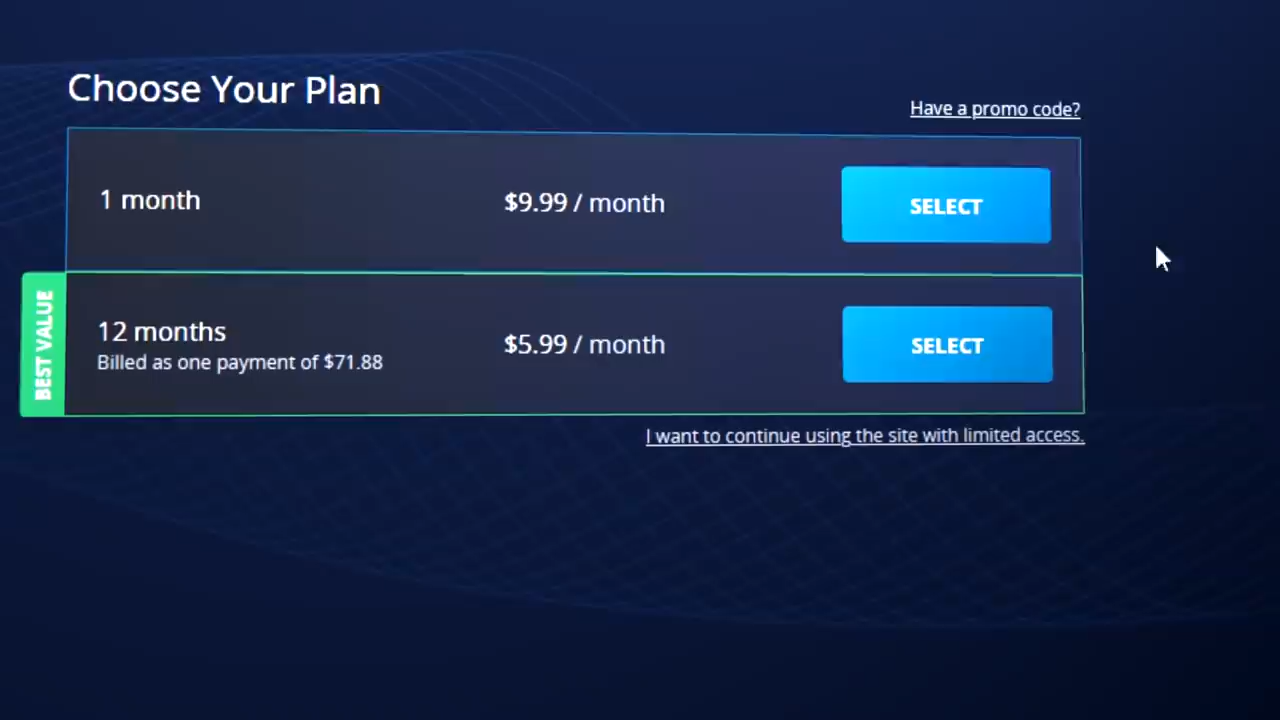 Choose Your Plan
Have a promo code?
1 month
$9.99 / month
SELECT
BEST VALUE
12 months
Billed as one payment of $71.88
$5.99 / month
SELECT
I want to continue using the site with limited access.